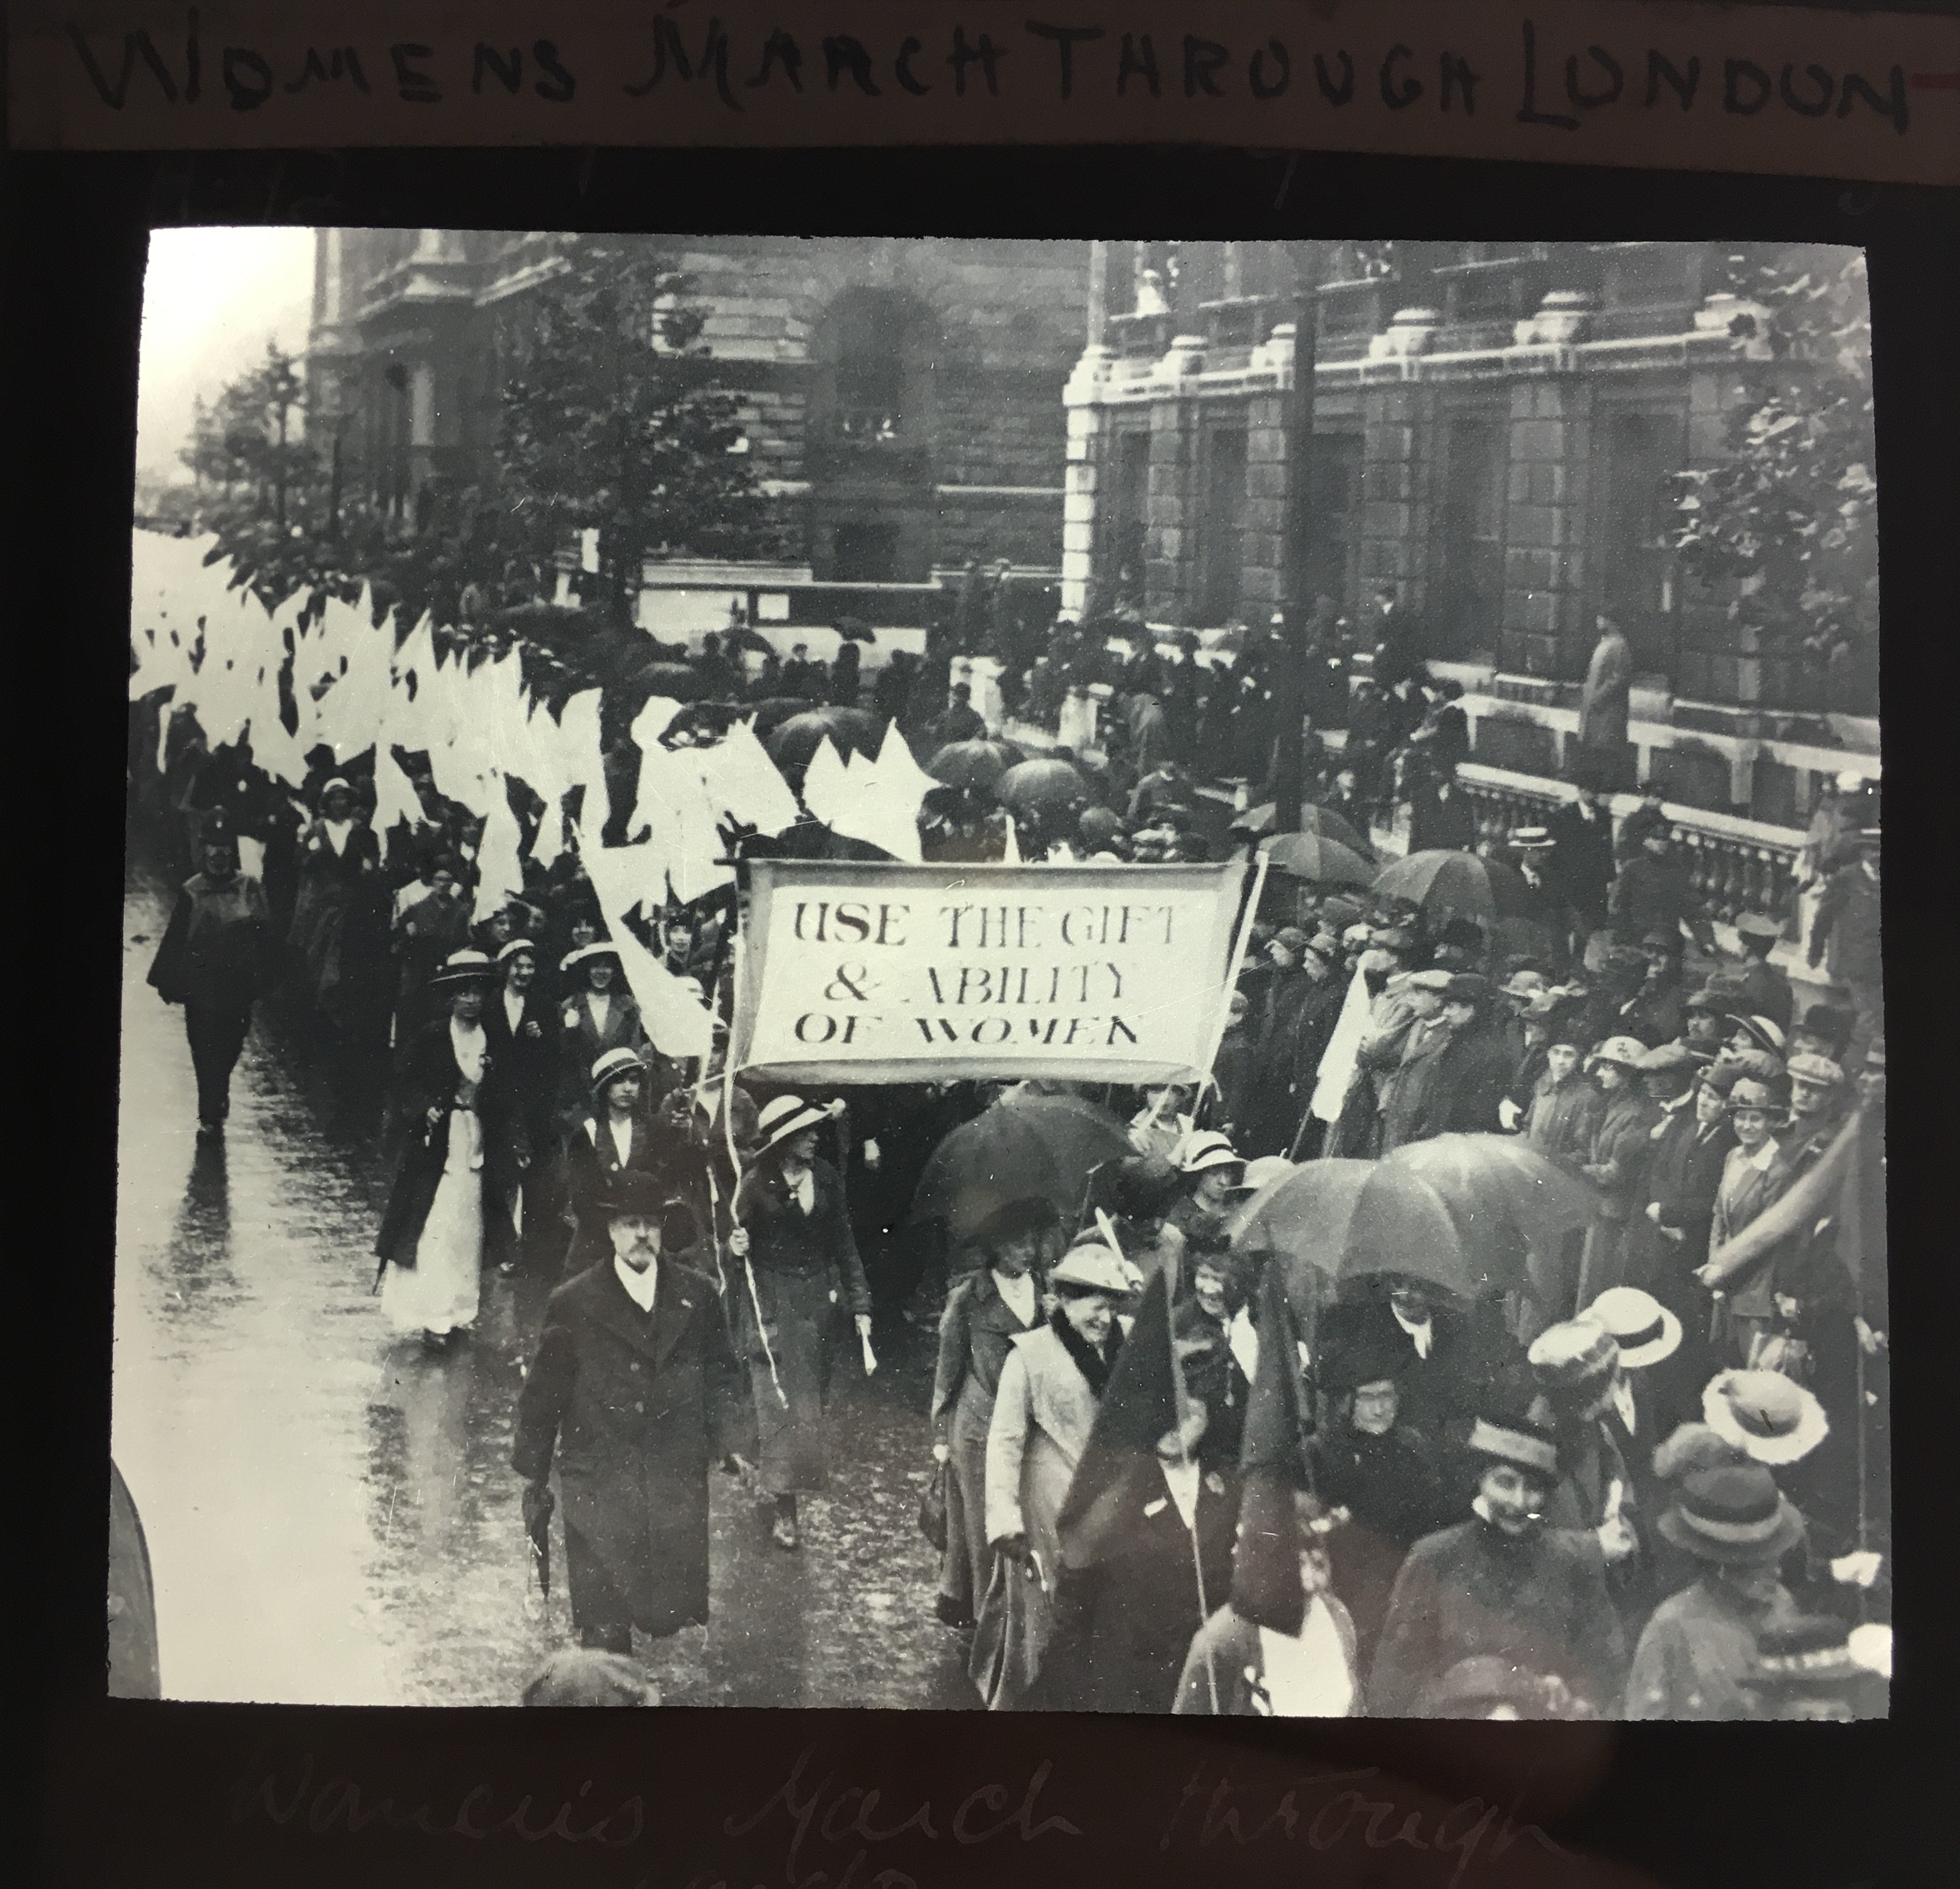 WOMENS MARCH THROUGH LONDON
USE THE GIFT
& ABILITY
OF WOMEN
Women's March through